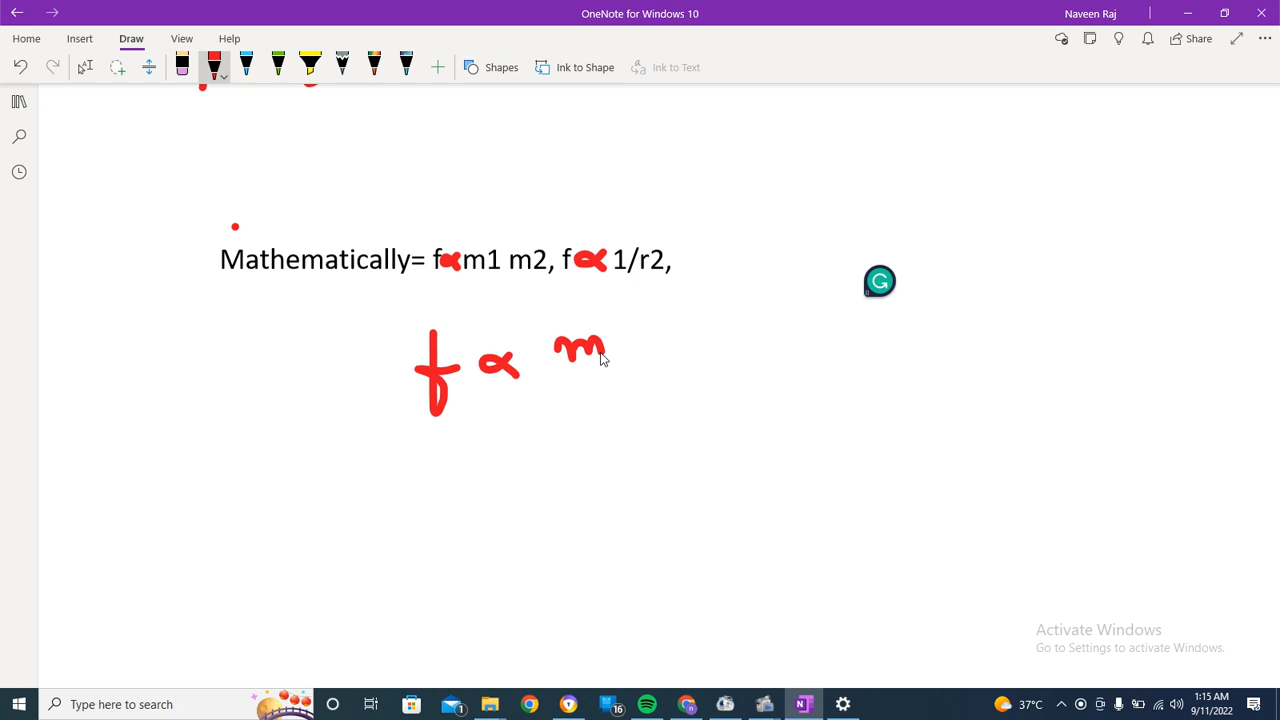 OneNote for Windows 10
Naveen Raj
Home Insert Draw View Help
Share
Shapes
Ink to Shape
Ink to Text
Mathematically= f∝m1 m2, f∝ 1/r2,
f ∝ m
Activate Windows
Go to Settings to activate Windows.
Type here to search
1
16
37°C
1:15 AM
9/11/2022